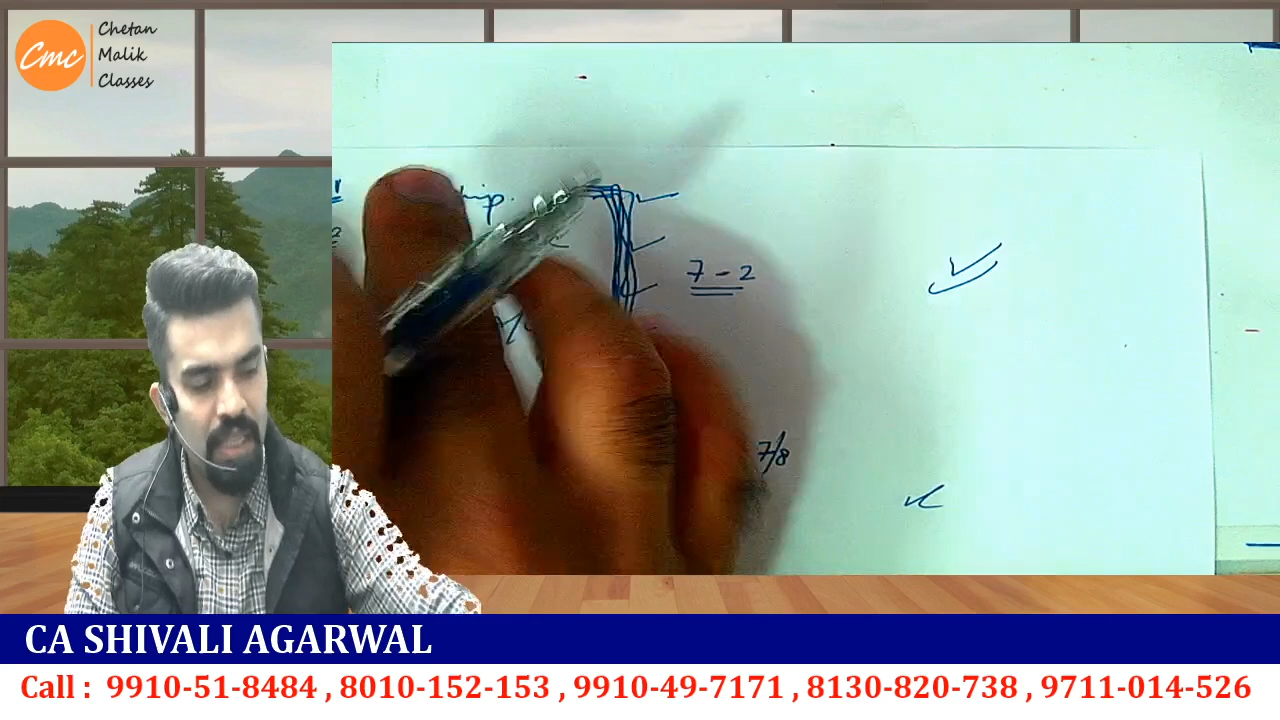 Cmc
Chetan
Malik
Classes
7 - 2
7/8
CA SHIVALI AGARWAL
Call : 9910-51-8484 , 8010-152-153 , 9910-49-7171 , 8130-820-738 , 9711-014-526